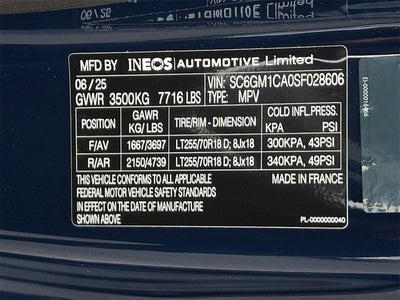 MFD BY INEOS AUTOMOTIVE Limited
06 / 25 VIN: SC6GM1CA0SF028606
GVWR 3500KG 7716 LBS TYPE: MPV
POSITION GAWR KG/ LBS TIRE/RIM - DIMENSION COLD INFL.PRESS. KPA PSI
F/AV 1667/3697 LT255/70R18 D; 8Jx18 300KPA, 43PSI
R/AR 2150/4739 LT255/70R18 D; 8Jx18 340KPA, 49PSI
THIS VEHICLE CONFORMS TO ALL APPLICABLE MADE IN FRANCE
FEDERAL MOTOR VEHICLE SAFETY STANDARDS
IN EFFECT ON THE DATE OF MANUFACTURE
SHOWN ABOVE.
PL-0000000040